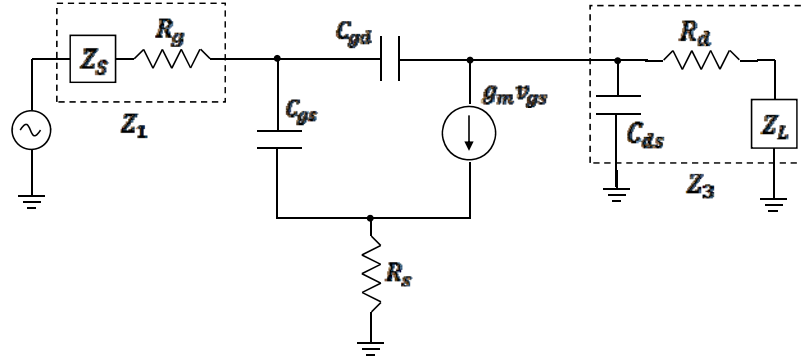 R_g
C_gd
R_d
Z_S
g_m v_gs
C_gs
Z_L
Z_1
C_ds
Z_3
R_s